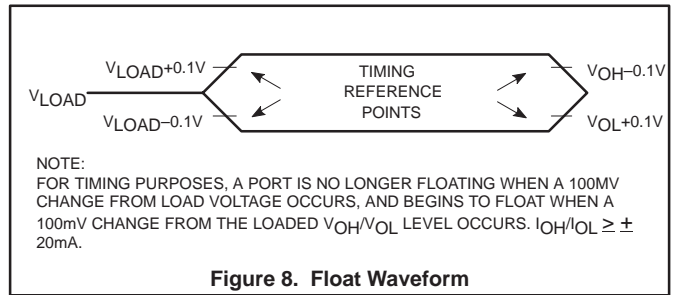 VLOAD+0.1V TIMING VOH–0.1V
VLOAD REFERENCE
VLOAD–0.1V POINTS VOL+0.1V
NOTE:
FOR TIMING PURPOSES, A PORT IS NO LONGER FLOATING WHEN A 100MV
CHANGE FROM LOAD VOLTAGE OCCURS, AND BEGINS TO FLOAT WHEN A
100mV CHANGE FROM THE LOADED VOH/VOL LEVEL OCCURS. IOH/IOL ≥ ±
20mA.
Figure 8. Float Waveform